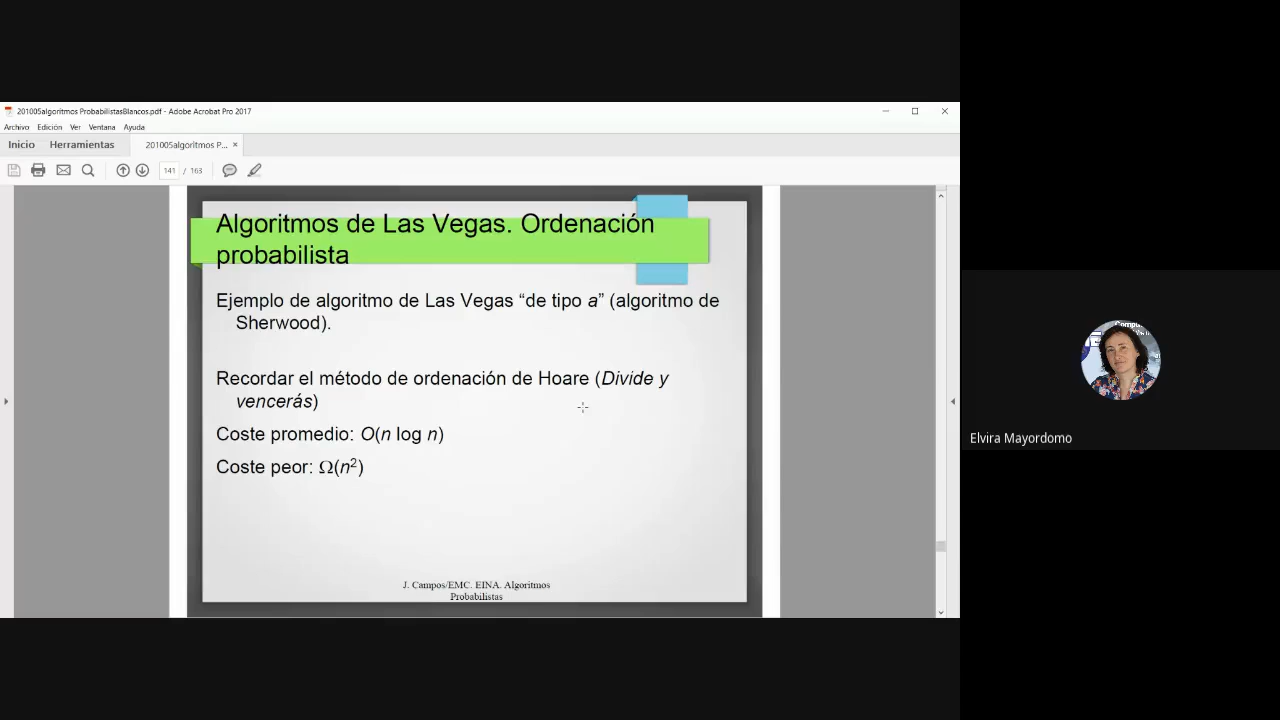 201005algoritmos ProbabilistasBlancos.pdf - Adobe Acrobat Pro 2017
Archivo Edición Ver Ventana Ayuda
Inicio Herramientas 201005algoritmos P... ×
141 / 163
Algoritmos de Las Vegas. Ordenación
probabilista
Ejemplo de algoritmo de Las Vegas “de tipo a” (algoritmo de
Sherwood).
Recordar el método de ordenación de Hoare (Divide y
vencerás)
Coste promedio: O(n log n)
Coste peor: Ω(n²)
J. Campos/EMC. EINA. Algoritmos
Probabilistas
Elvira Mayordomo